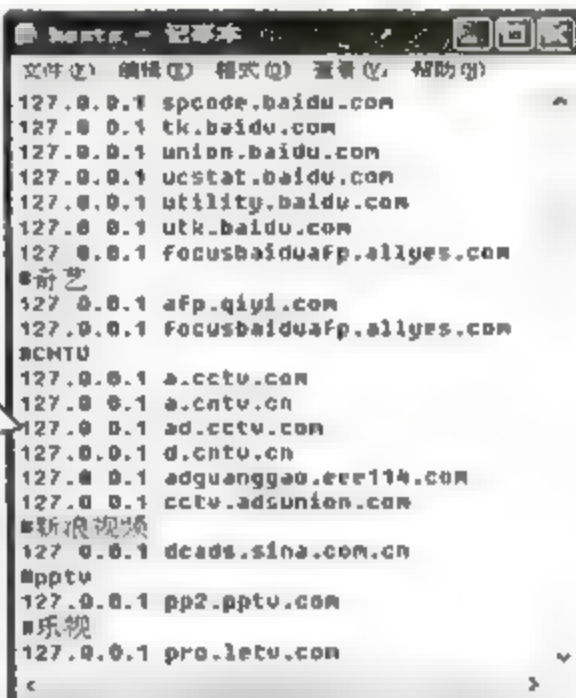 hosts - 记事本
文件(F) 编辑(E) 格式(O) 查看(V) 帮助(H)
127.0.0.1 spcode.baidu.com
127.0.0.1 tk.baidu.com
127.0.0.1 union.baidu.com
127.0.0.1 ucstat.baidu.com
127.0.0.1 utility.baidu.com
127.0.0.1 utk.baidu.com
127.0.0.1 focusbaiduafp.allyes.com
#奇艺
127.0.0.1 afp.qiyi.com
127.0.0.1 focusbaiduafp.allyes.com
#CNTV
127.0.0.1 a.cctv.com
127.0.0.1 a.cntv.cn
127.0.0.1 ad.cctv.com
127.0.0.1 d.cntv.cn
127.0.0.1 adguanggao.eee114.com
127.0.0.1 cctv.adsunion.com
#新浪视频
127.0.0.1 dcads.sina.com.cn
#pptv
127.0.0.1 pp2.pptv.com
#乐视
127.0.0.1 pro.letv.com